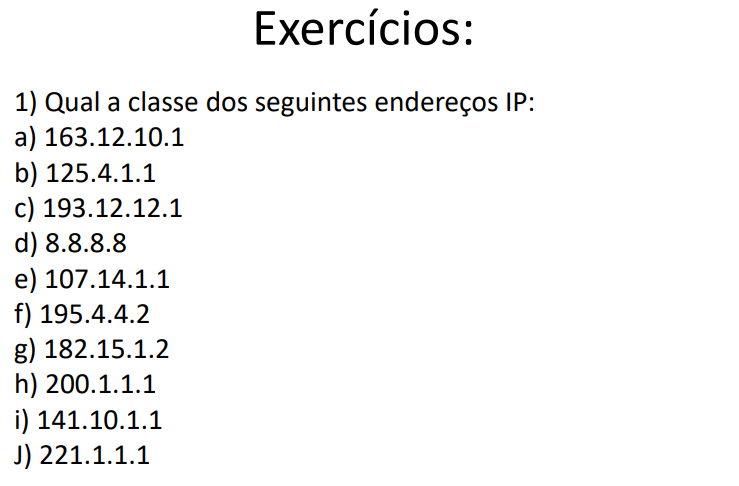 Exercícios:
1) Qual a classe dos seguintes endereços IP:
a) 163.12.10.1
b) 125.4.1.1
c) 193.12.12.1
d) 8.8.8.8
e) 107.14.1.1
f) 195.4.4.2
g) 182.15.1.2
h) 200.1.1.1
i) 141.10.1.1
J) 221.1.1.1